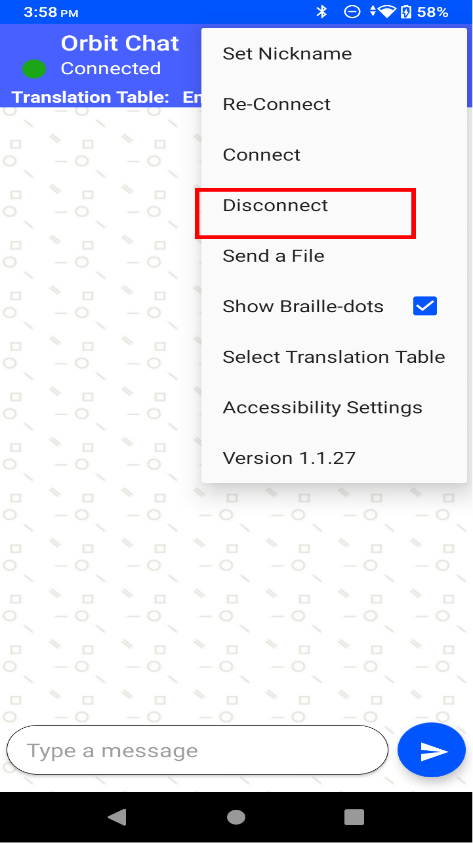 3:58 PM
58%
Orbit Chat
Connected
Translation Table: En
Set Nickname
Re-Connect
Connect
Disconnect
Send a File
Show Braille-dots
Select Translation Table
Accessibility Settings
Version 1.1.27
Type a message